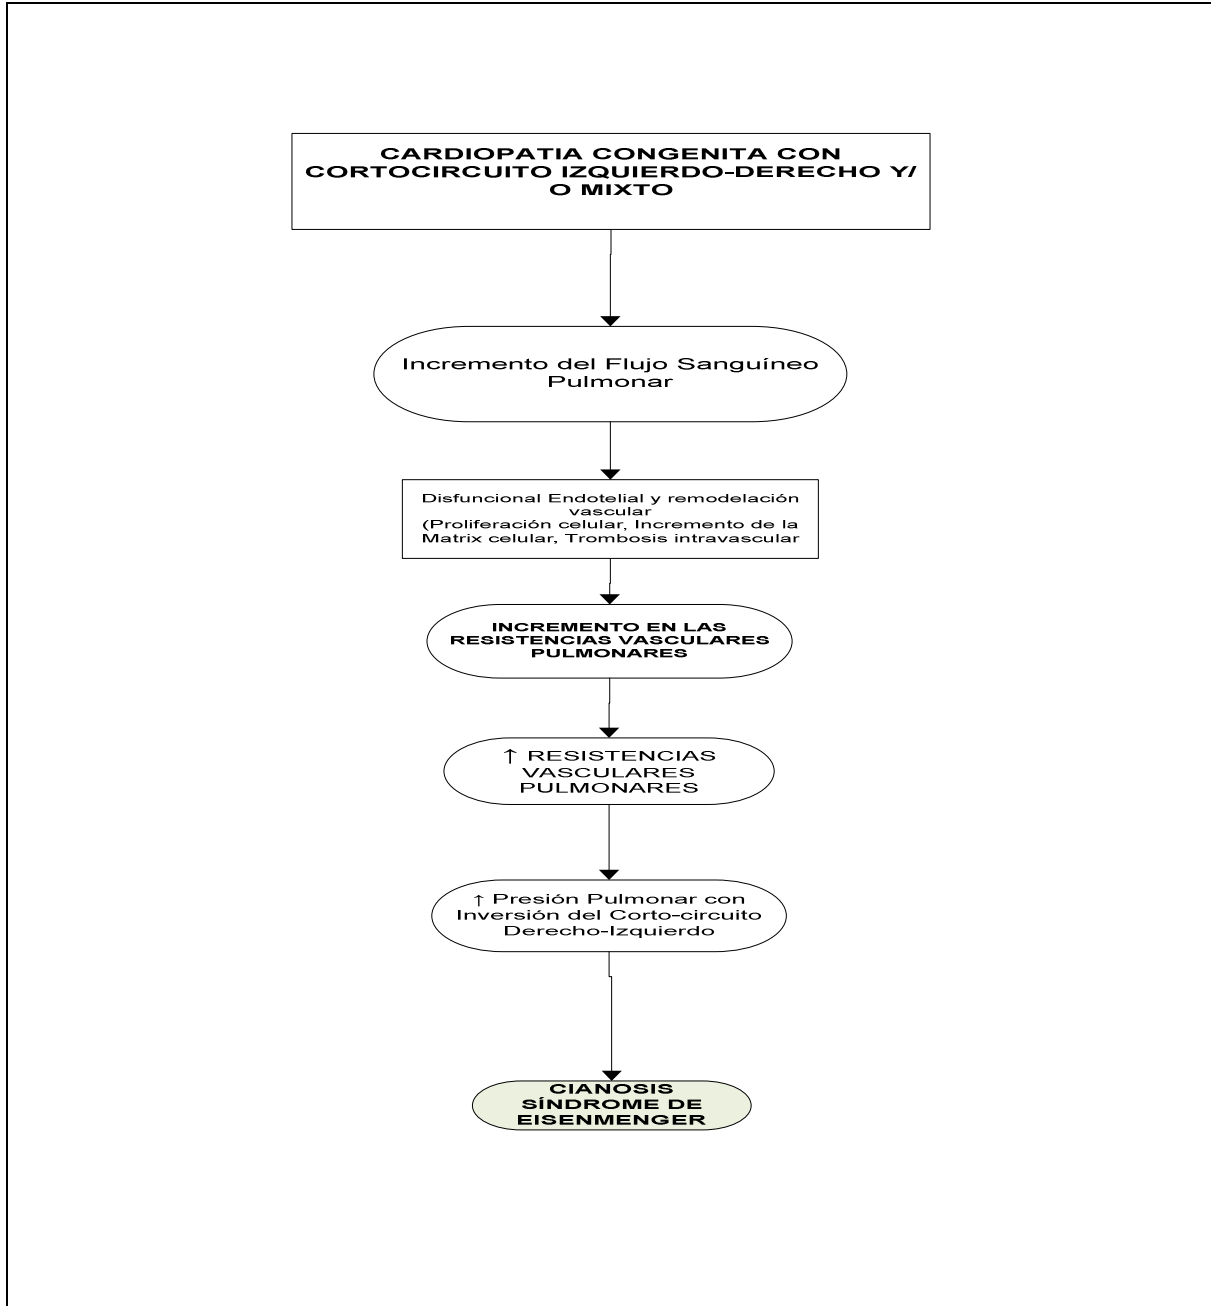 CARDIOPATIA CONGENITA CON
CORTOCIRCUITO IZQUIERDO-DERECHO Y/
O MIXTO
Incremento del Flujo Sanguíneo
Pulmonar
Disfuncional Endotelial y remodelación
vascular
(Proliferación celular, Incremento de la
Matrix celular, Trombosis intravascular
INCREMENTO EN LAS
RESISTENCIAS VASCULARES
PULMONARES
↑ RESISTENCIAS
VASCULARES
PULMONARES
↑ Presión Pulmonar con
Inversión del Corto-circuito
Derecho-Izquierdo
CIANOSIS
SÍNDROME DE
EISENMENGER